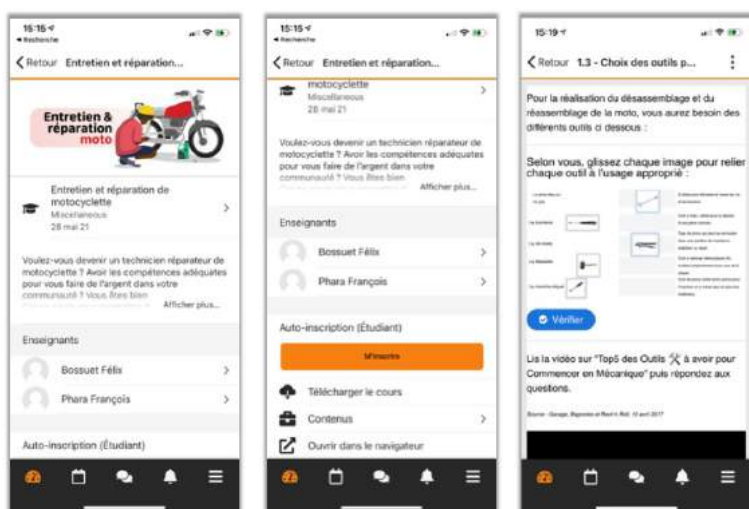 15:15
Recherche
Retour Entretien et réparation...
Entretien &
réparation
moto
Entretien et réparation de
motocyclette
Miscellaneous
28 mai 21
Voulez-vous devenir un technicien réparateur de
motocyclette ? Avoir les compétences adéquates
pour vous faire de l'argent dans votre
communauté ? Vous êtes bien
Afficher plus...
Enseignants
Bossuet Félix
Phara François
Auto-inscription (Étudiant)
15:15
Recherche
Retour Entretien et réparation...
motocyclette
Miscellaneous
28 mai 21
Voulez-vous devenir un technicien réparateur de
motocyclette ? Avoir les compétences adéquates
pour vous faire de l'argent dans votre
communauté ? Vous êtes bien
Afficher plus...
Enseignants
Bossuet Félix
Phara François
Auto-inscription (Étudiant)
M'inscrire
Télécharger le cours
Contenus
Ouvrir dans le navigateur
15:19
Retour 1.3 - Choix des outils p...
Pour la réalisation du désassemblage et du
réassemblage de la moto, vous aurez besoin des
différents outils ci dessous :
Selon vous, glissez chaque image pour relier
chaque outil à l'usage approprié :
Vérifier
Lis la vidéo sur "Top5 des Outils à avoir pour
Commencer en Mécanique" puis répondez aux
questions.